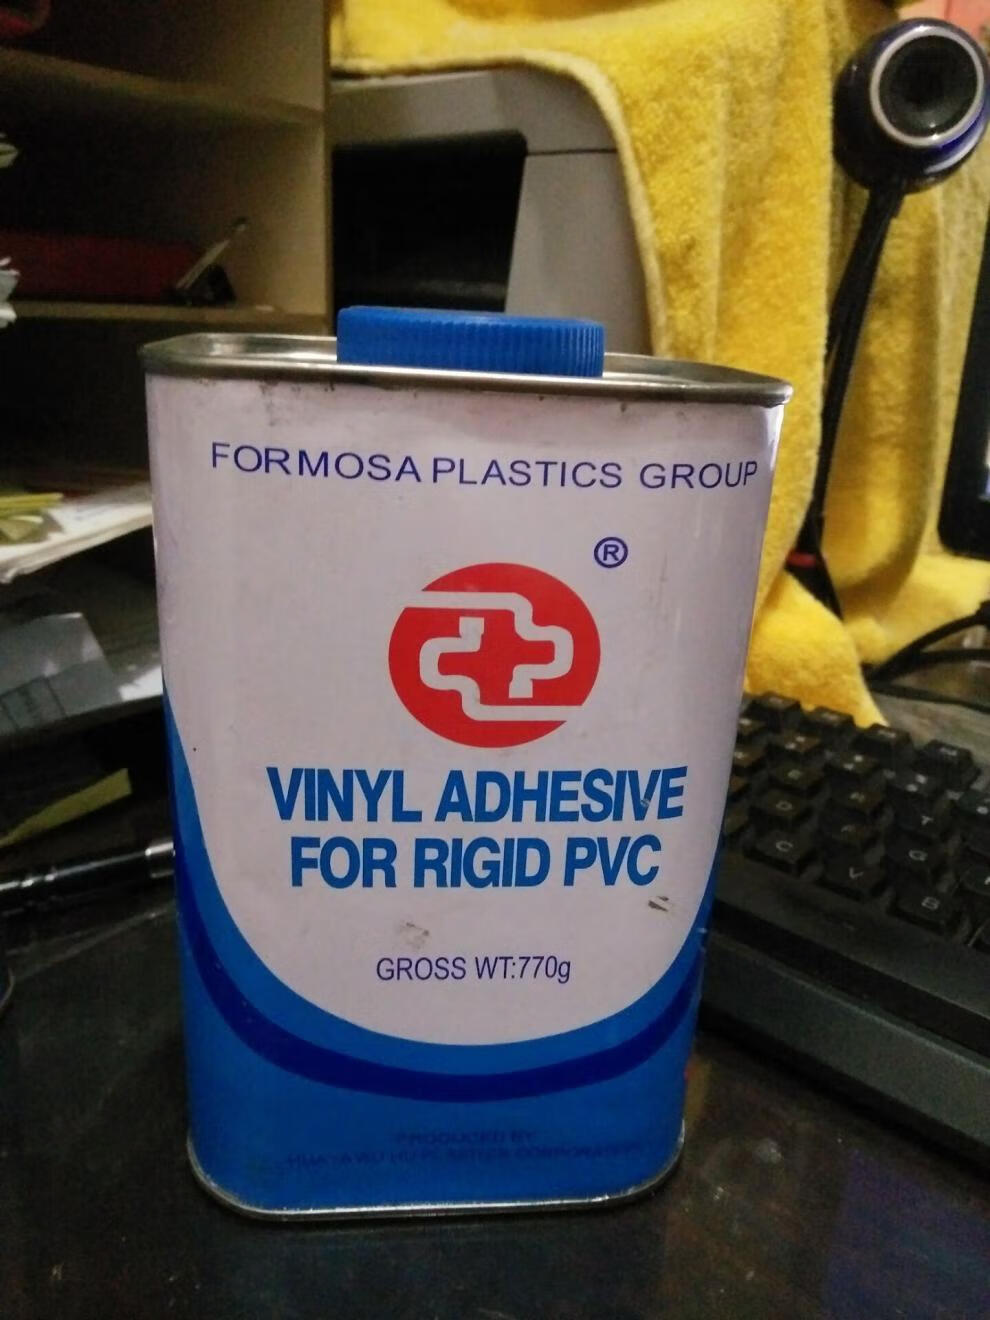 FORMOSA PLASTICS GROUP
®
VINYL ADHESIVE
FOR RIGID PVC
GROSS WT:770g
PRODUCED BY
D
C
V
G
B
T